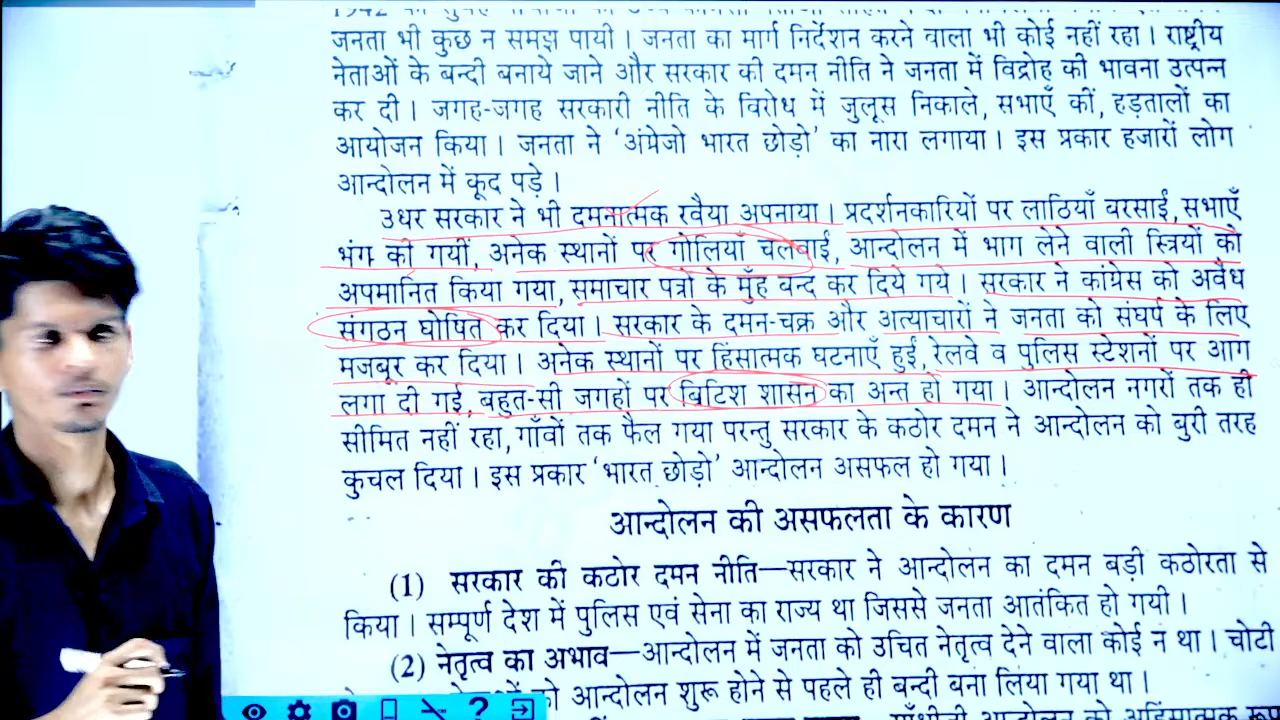 जनता भी कुछ न समझ पायी । जनता का मार्ग निर्देशन करने वाला भी कोई नहीं रहा । राष्ट्रीय
नेताओं के बन्दी बनाये जाने और सरकार की दमन नीति ने जनता में विद्रोह की भावना उत्पन्न
कर दी । जगह-जगह सरकारी नीति के विरोध में जुलूस निकाले, सभाएँ कीं, हड़तालों का
आयोजन किया । जनता ने ‘अंग्रेजो भारत छोड़ो’ का नारा लगाया । इस प्रकार हजारों लोग
आन्दोलन में कूद पड़े ।
उधर सरकार ने भी दमनात्मक रवैया अपनाया । प्रदर्शनकारियों पर लाठियाँ बरसाईं, सभाएँ
भंग की गयीं, अनेक स्थानों पर गोलियाँ चलवाईं, आन्दोलन में भाग लेने वाली स्त्रियों को
अपमानित किया गया, समाचार पत्रों के मुँह बन्द कर दिये गये । सरकार ने कांग्रेस को अवैध
संगठन घोषित कर दिया । सरकार के दमन-चक्र और अत्याचारों ने जनता को संघर्ष के लिए
मजबूर कर दिया । अनेक स्थानों पर हिंसात्मक घटनाएँ हुईं, रेलवे व पुलिस स्टेशनों पर आग
लगा दी गई, बहुत-सी जगहों पर ब्रिटिश शासन का अन्त हो गया । आन्दोलन नगरों तक ही
सीमित नहीं रहा, गाँवों तक फैल गया परन्तु सरकार के कठोर दमन ने आन्दोलन को बुरी तरह
कुचल दिया । इस प्रकार ‘भारत छोड़ो’ आन्दोलन असफल हो गया ।
आन्दोलन की असफलता के कारण
(1) सरकार की कठोर दमन नीति—सरकार ने आन्दोलन का दमन बड़ी कठोरता से
किया । सम्पूर्ण देश में पुलिस एवं सेना का राज्य था जिससे जनता आतंकित हो गयी ।
(2) नेतृत्व का अभाव—आन्दोलन में जनता को उचित नेतृत्व देने वाला कोई न था । चोटी
को आन्दोलन शुरू होने से पहले ही बन्दी बना लिया गया था ।
गाँधीजी आन्दोलन को अहिंसात्मक रूप